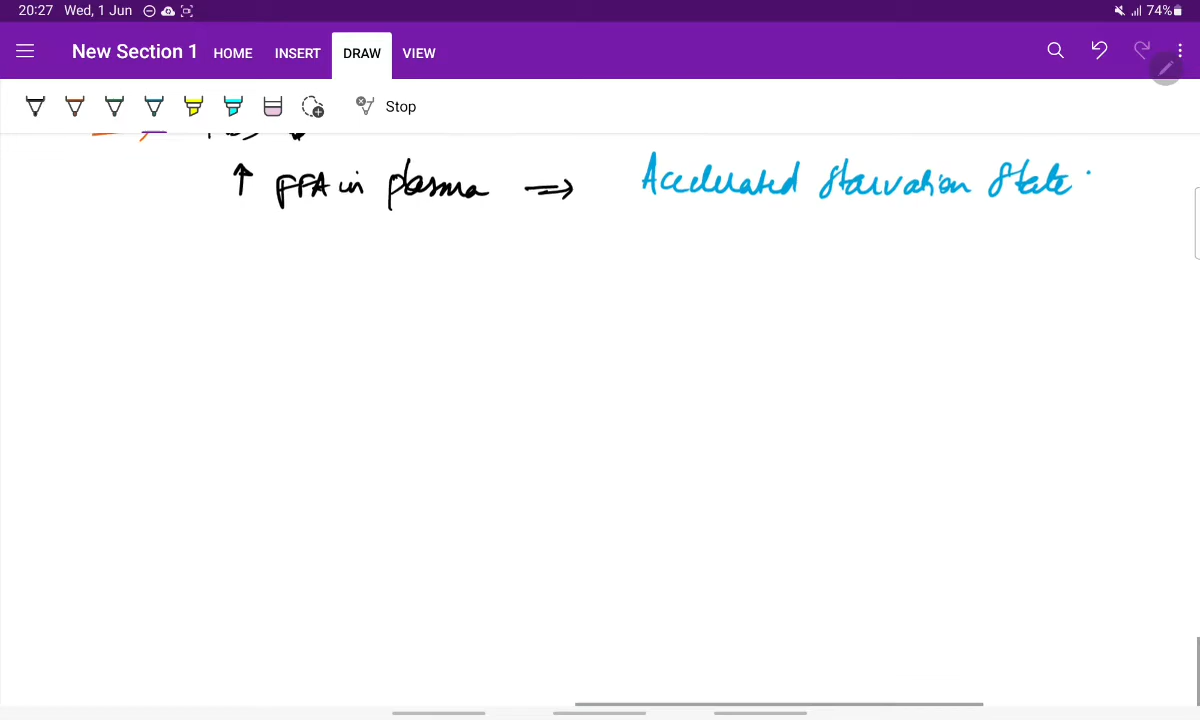 20:27 Wed, 1 Jun 74%
New Section 1 HOME INSERT DRAW VIEW
Stop
↑ FFA in plasma ⇒ Accelerated Starvation State